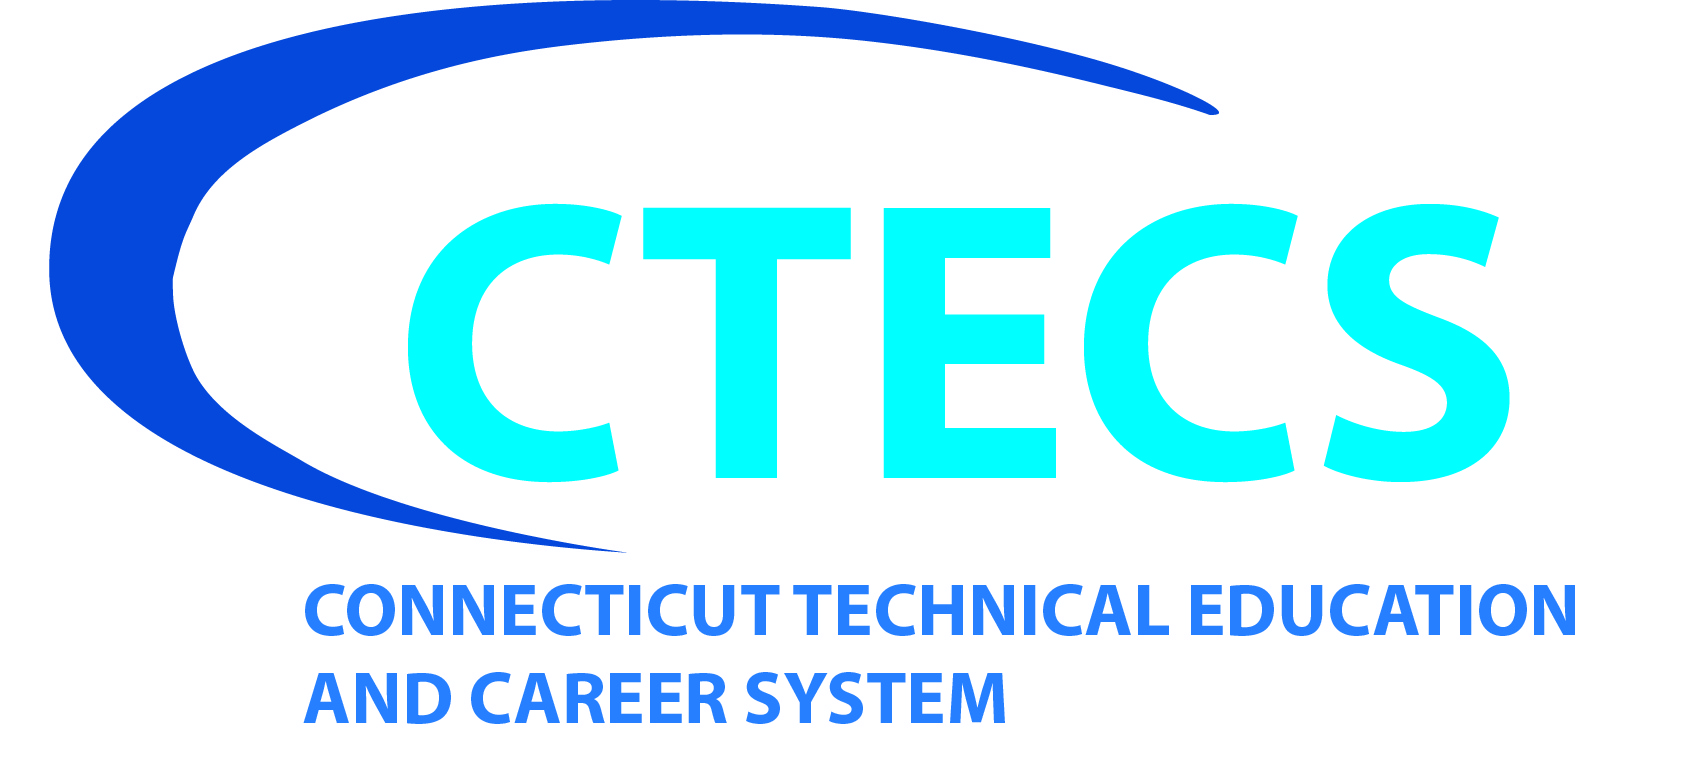 CTECS
CONNECTICUT TECHNICAL EDUCATION
AND CAREER SYSTEM